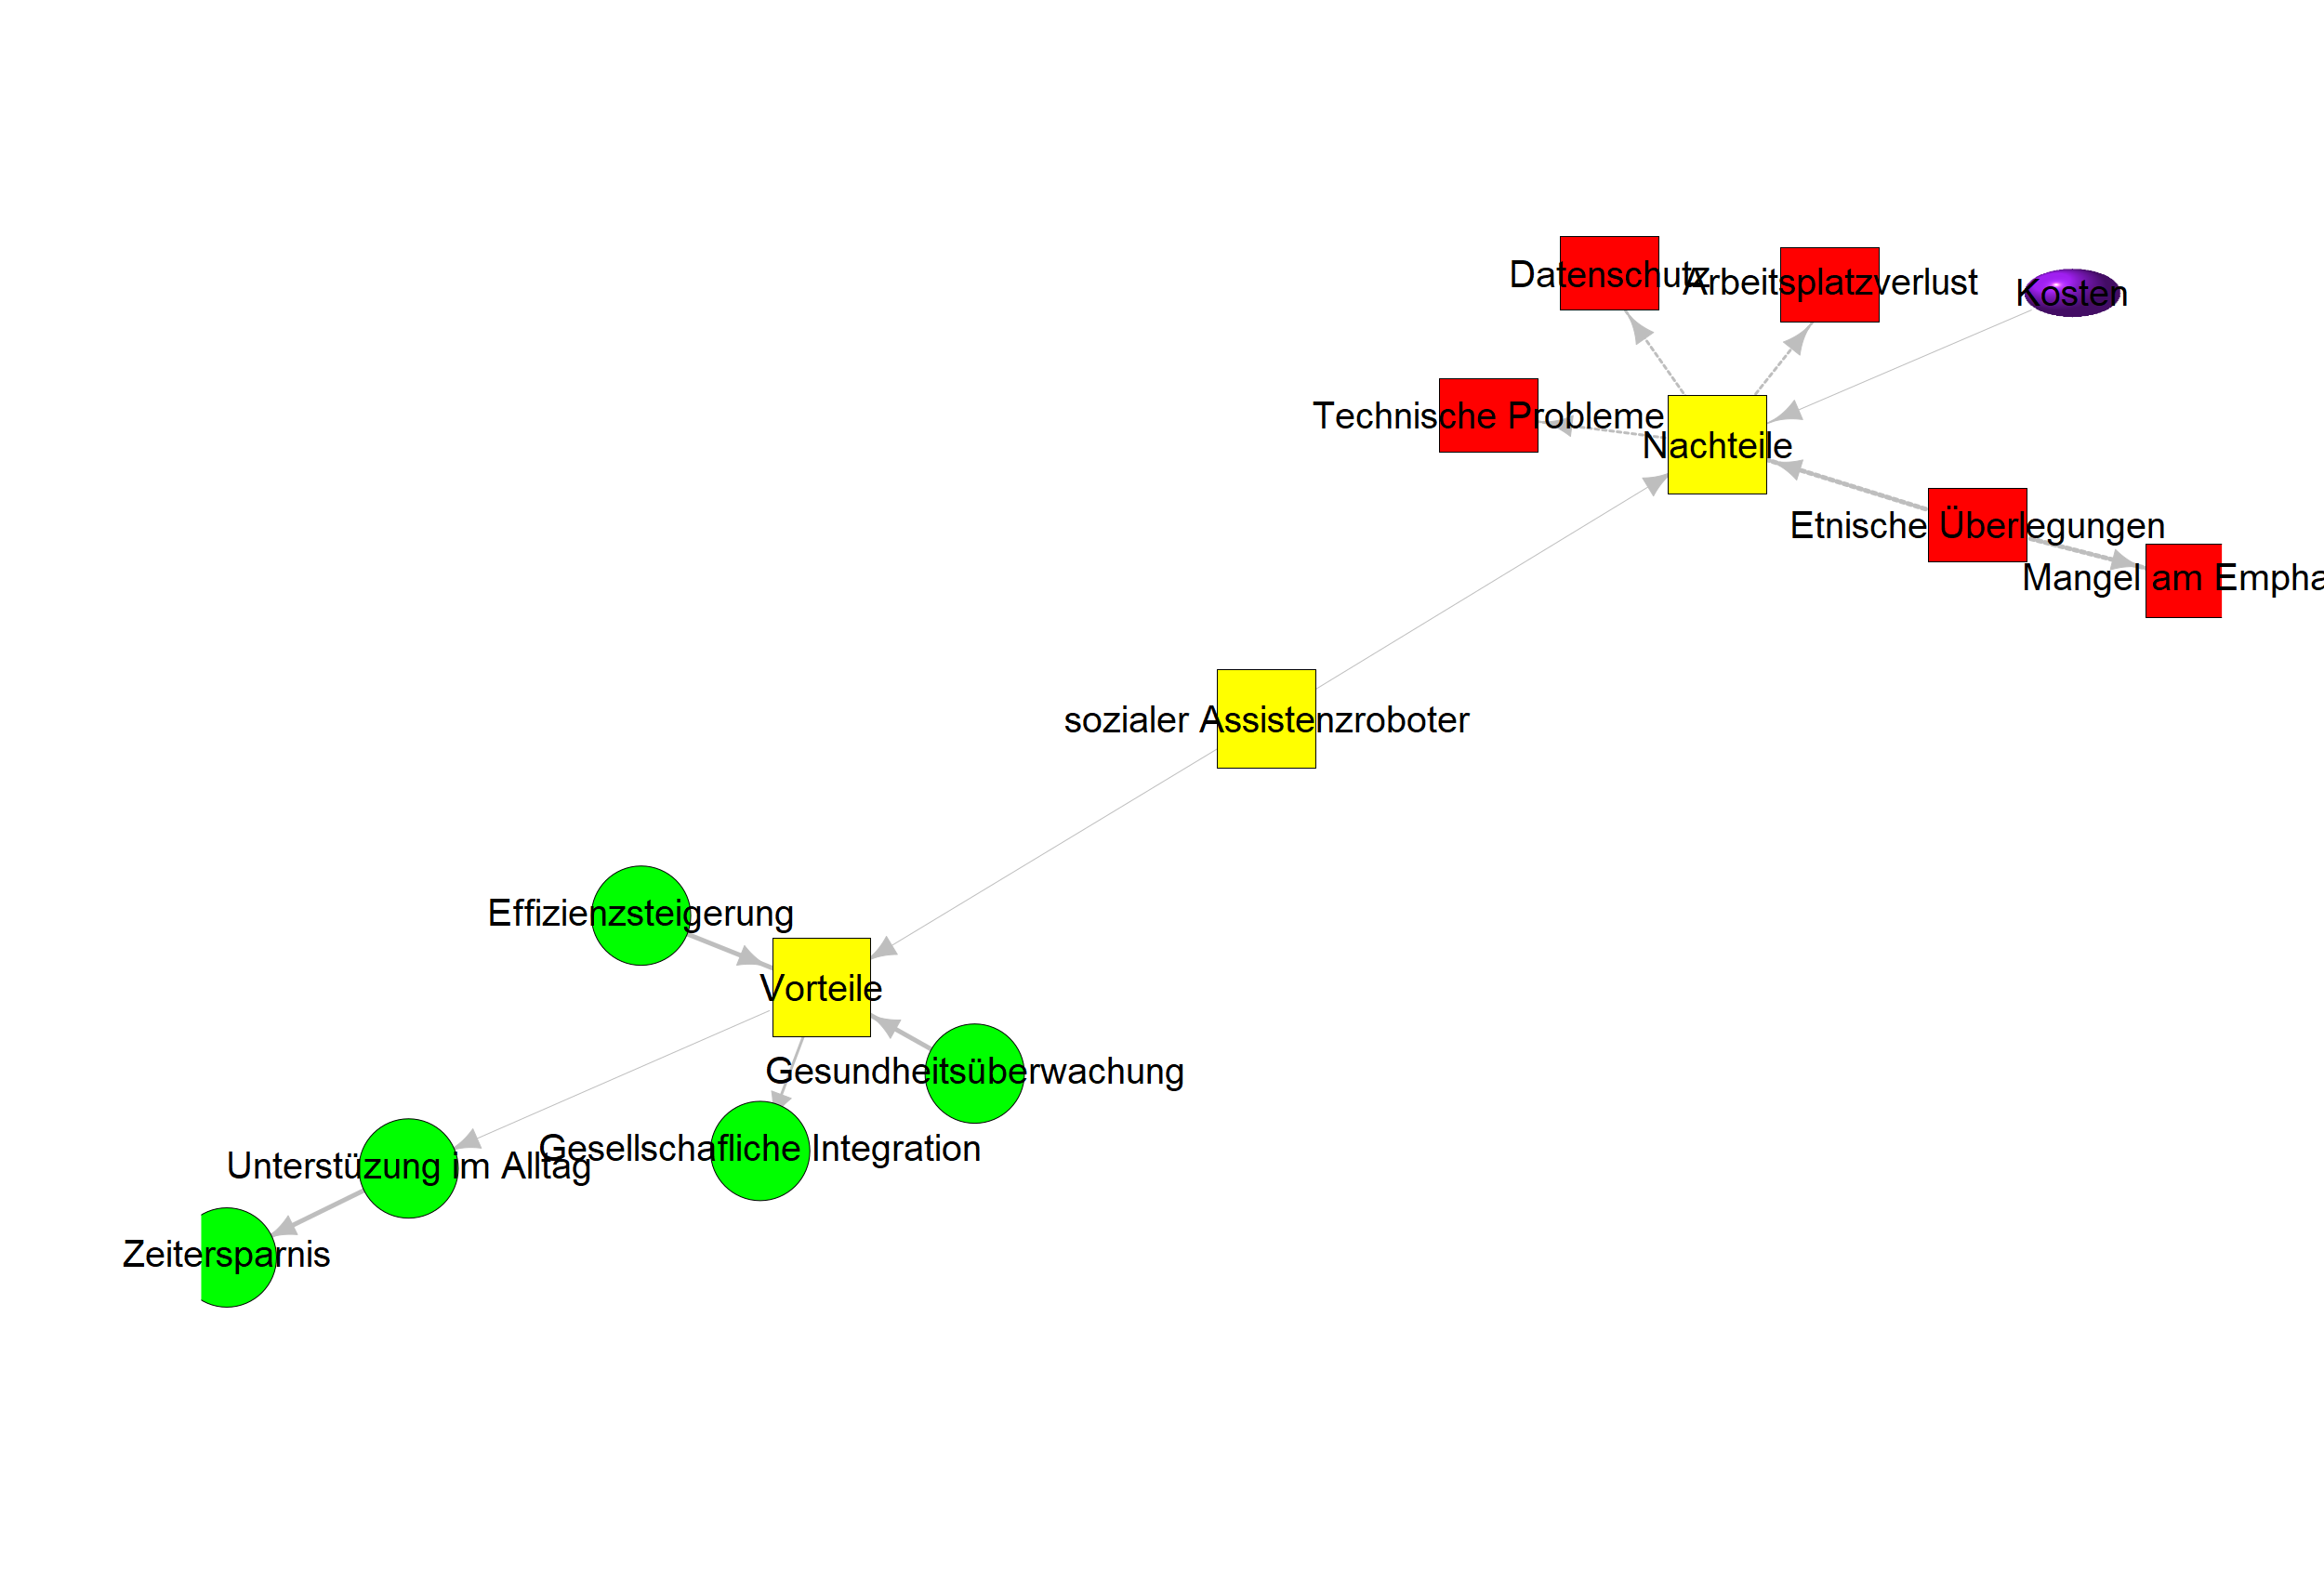 Datenschutz
Arbeitsplatzverlust
Kosten
Technische Probleme
Nachteile
Etnische Überlegungen
Mangel am Empha
sozialer Assistenzroboter
Effizienzsteigerung
Vorteile
Gesundheitsüberwachung
Gesellschafliche Integration
Unterstüzung im Alltag
Zeitersparnis